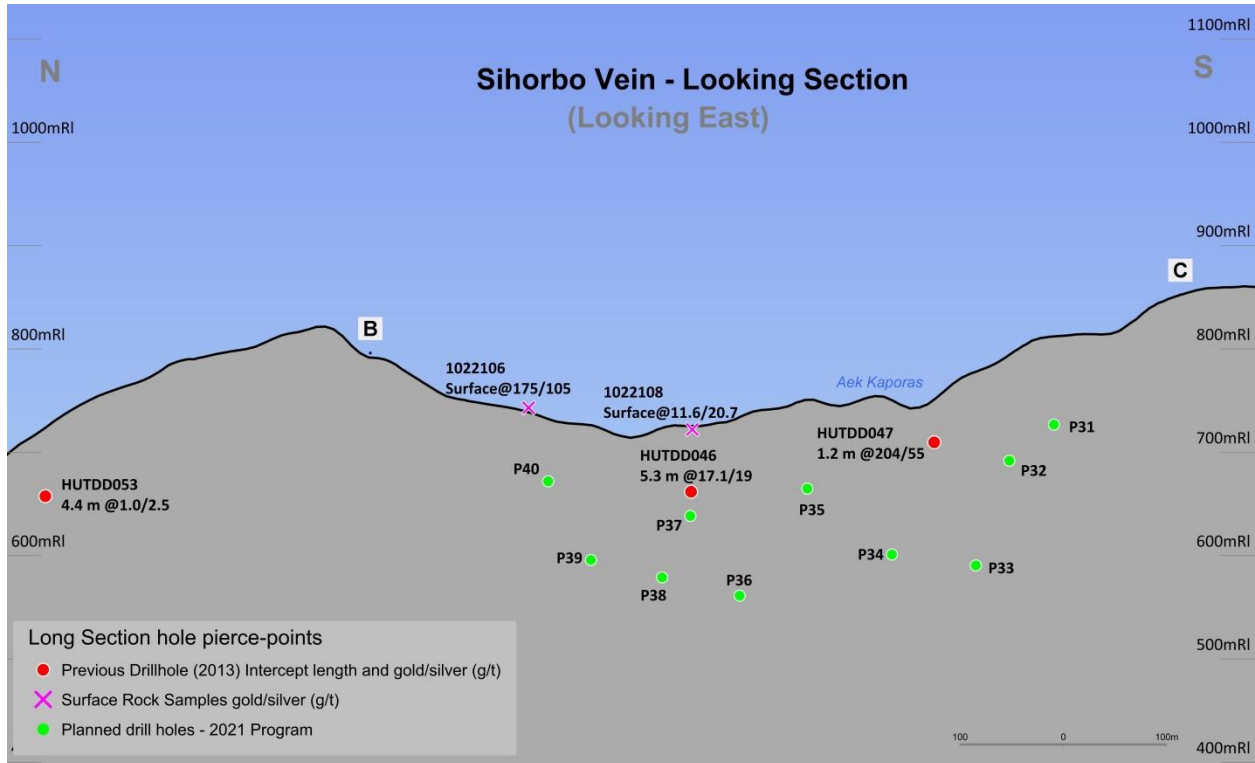 N
S
Sihorbo Vein - Looking Section
(Looking East)
1100mRl
1000mRl
1000mRl
900mRl
C
B
800mRl
800mRl
1022106
Surface@175/105
1022108
Surface@11.6/20.7
Aek Kaporas
HUTDD047
1.2 m @204/55
P31
700mRl
P32
HUTDD046
5.3 m @17.1/19
P40
HUTDD053
4.4 m @1.0/2.5
P35
P37
600mRl
600mRl
P39
P34
P33
P38
P36
500mRl
Long Section hole pierce-points
Previous Drillhole (2013) Intercept length and gold/silver (g/t)
Surface Rock Samples gold/silver (g/t)
Planned drill holes - 2021 Program
100 0 100m
400mRl